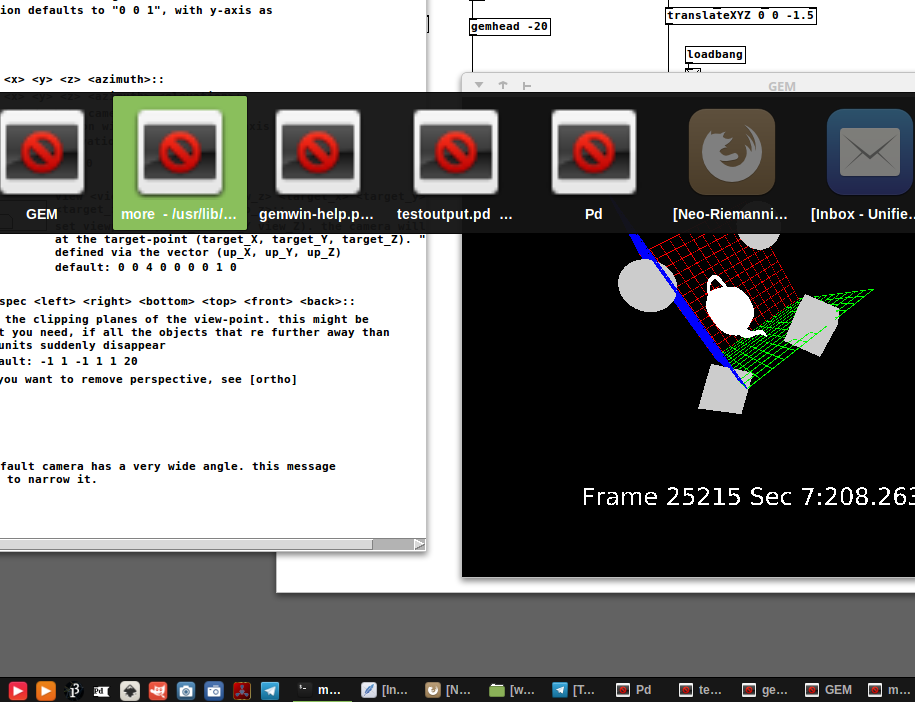 ion defaults to "0 0 1", with y-axis as
gemhead -20
translateXYZ 0 0 -1.5
loadbang
<x> <y> <z> <azimuth>::
GEM
GEM
more - /usr/lib/...
gemwin-help.p...
testoutput.pd ...
Pd
[Neo-Riemanni...
[Inbox - Unifie...
at the target-point (target_X, target_Y, target_Z). "
defined via the vector (up_X, up_Y, up_Z)
default: 0 0 4 0 0 0 0 1 0
spec <left> <right> <bottom> <top> <front> <back>::
the clipping planes of the view-point. this might be
t you need, if all the objects that re further away than
units suddenly disappear
ault: -1 1 -1 1 1 20
you want to remove perspective, see [ortho]
fault camera has a very wide angle. this message
to narrow it.
Frame 25215 Sec 7:208.263
Pd
m...
[In...
[N...
[w...
[T...
Pd
te...
ge...
GEM
m...